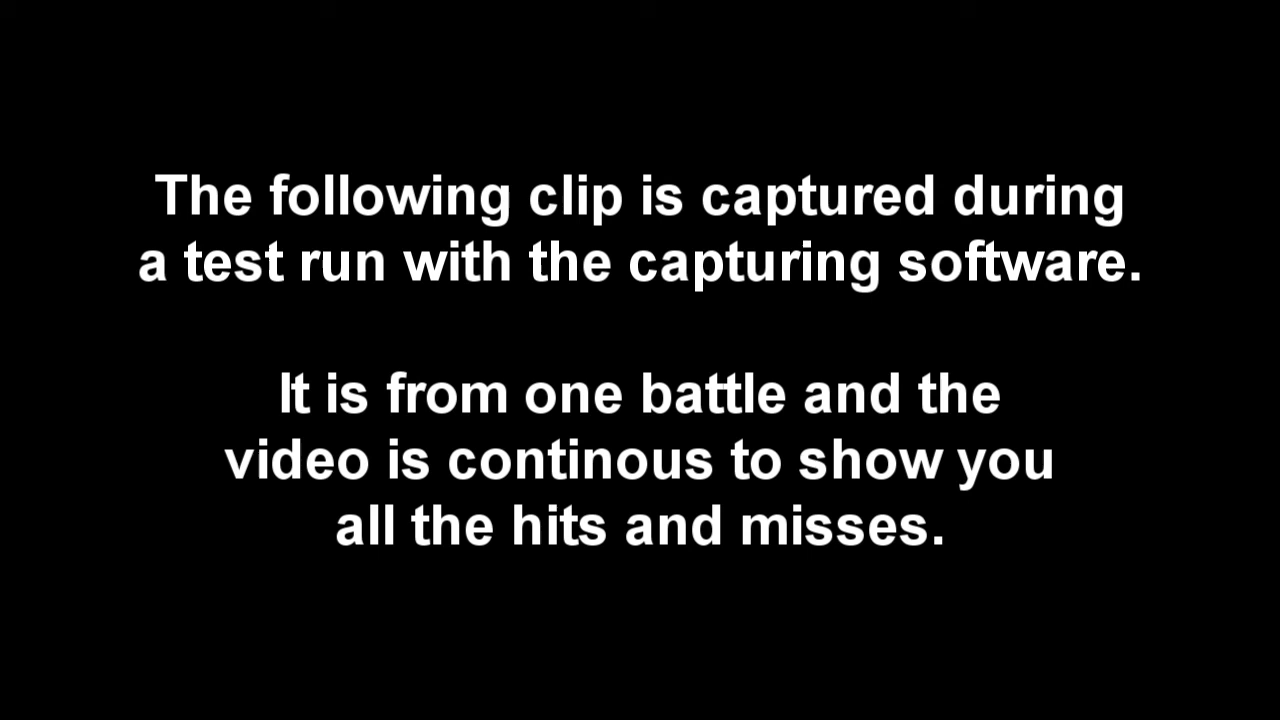 The following clip is captured during
a test run with the capturing software.
It is from one battle and the
video is continous to show you
all the hits and misses.